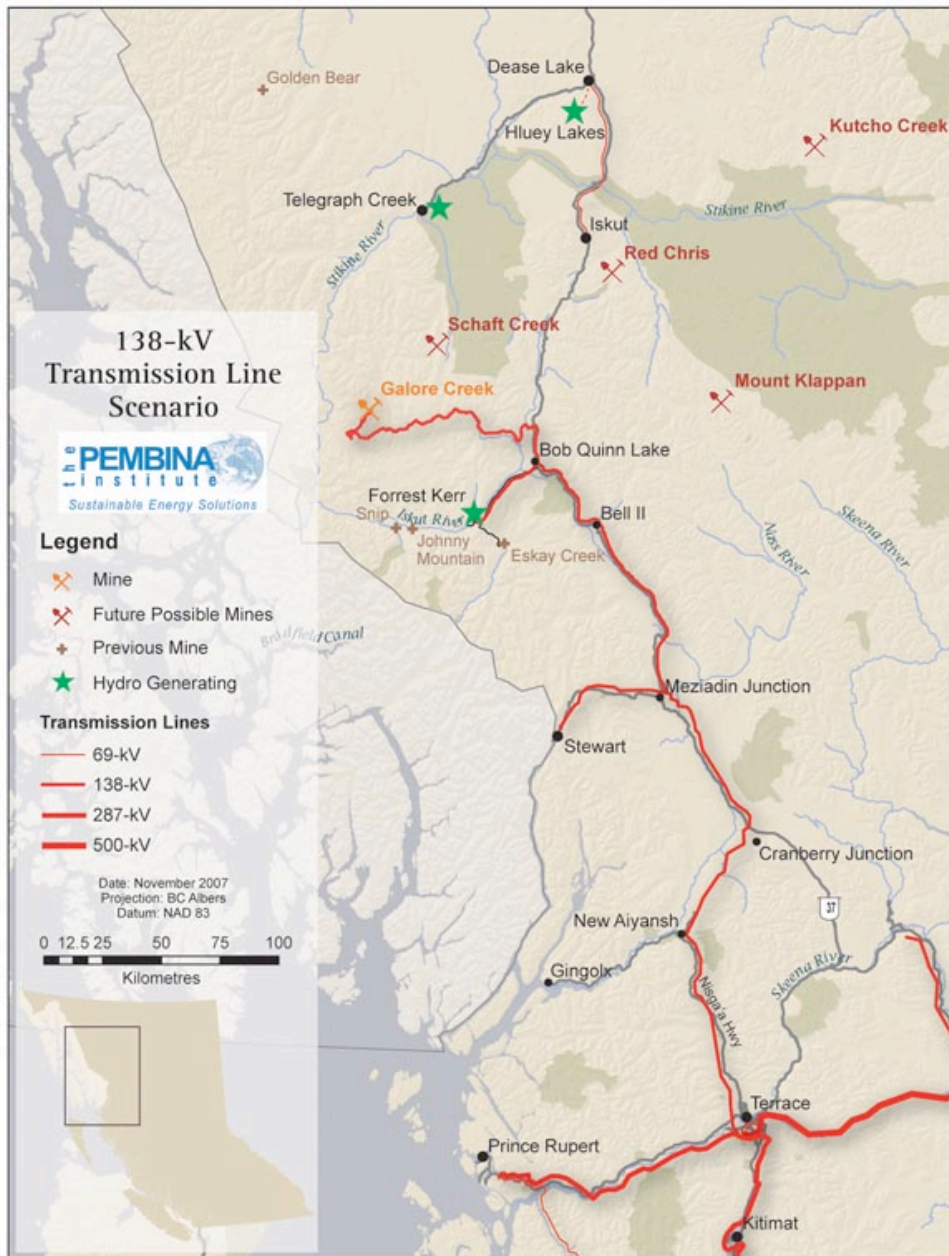 Dease Lake
Golden Bear
Hluey Lakes
Kutcho Creek
Telegraph Creek
Stikine River
Stikine River
Iskut
Red Chris
Schaft Creek
138-kV
Transmission Line
Scenario
Galore Creek
Mount Klappan
the PEMBINA
institute
Sustainable Energy Solutions
Bob Quinn Lake
Forrest Kerr
Snip
Iskut River
Johnny
Mountain
Eskay Creek
Bell II
Nass River
Skeena River
Legend
Mine
Future Possible Mines
Previous Mine
Hydro Generating
Bradfield Canal
Meziadin Junction
Stewart
Transmission Lines
69-kV
138-kV
287-kV
500-kV
Cranberry Junction
Date: November 2007
Projection: BC Albers
Datum: NAD 83
37
0 12.5 25 50 75 100
Kilometres
New Aiyansh
Gingolx
Skeena River
Nisga'a Hwy
Terrace
Prince Rupert
Kitimat